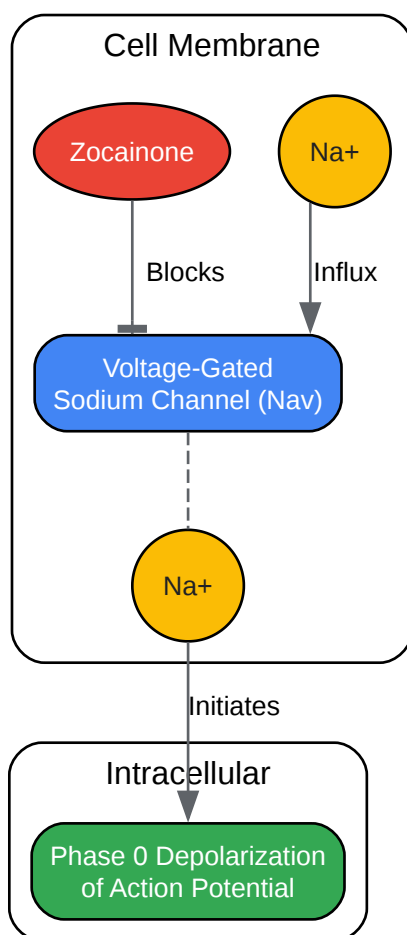 Cell Membrane
Zocainone
Na+
Blocks
Influx
Voltage-Gated
Sodium Channel (Nav)
Na+
Initiates
Intracellular
Phase 0 Depolarization
of Action Potential